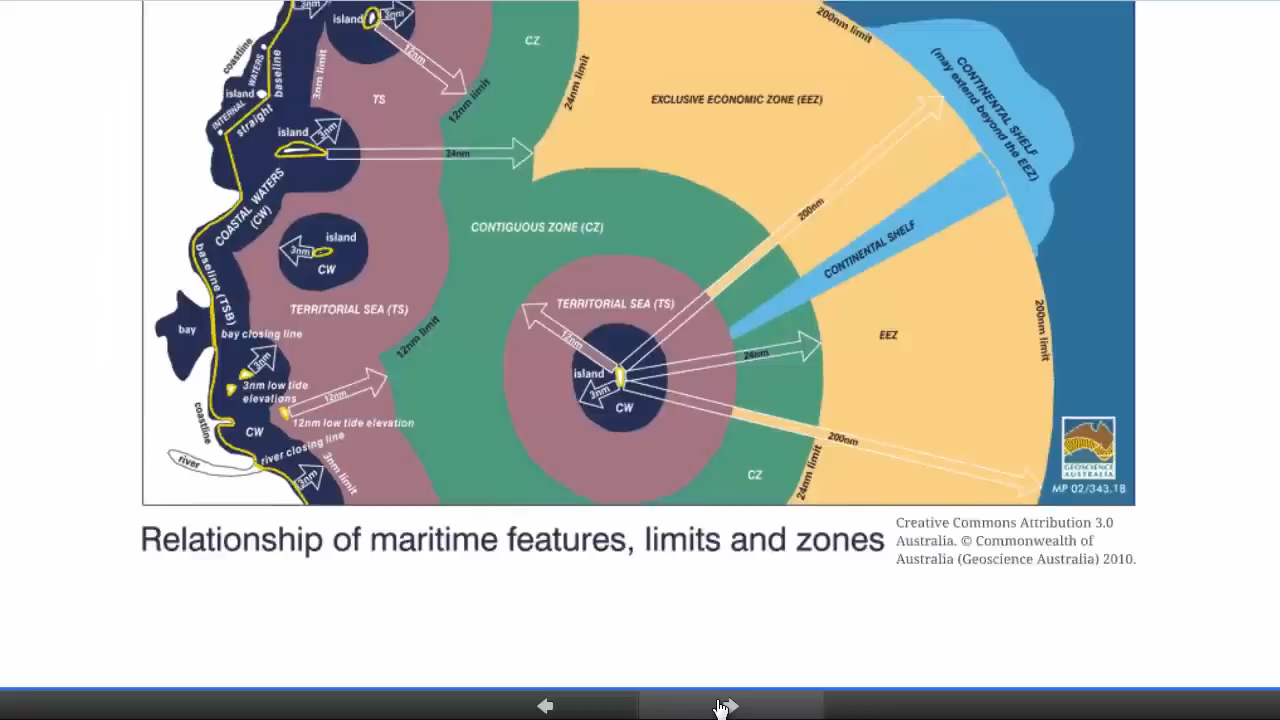 3nm
island
3nm
12nm
CZ
200nm limit
coastline
WATERS
baseline
3nm limit
24nm limit
CONTINENTAL SHELF
(may extend beyond the EEZ)
island
INTERNAL
straight
TS
12nm limit
EXCLUSIVE ECONOMIC ZONE (EEZ)
island
3nm
24nm
COASTAL WATERS
(CW)
200nm
CONTIGUOUS ZONE (CZ)
CONTINENTAL SHELF
island
3nm
CW
baseline (TSB)
TERRITORIAL SEA (TS)
TERRITORIAL SEA (TS)
bay
bay closing line
12nm limit
12nm
24nm
EEZ
200nm limit
3nm
island
3nm
CW
3nm low tide
elevations
12nm
12nm low tide elevation
coastline
CW
river closing line
river
3nm
3nm limit
200nm
CZ
24nm limit
GEOSCIENCE
AUSTRALIA
MP 02/343.1B
Relationship of maritime features, limits and zones
Creative Commons Attribution 3.0
Australia. © Commonwealth of
Australia (Geoscience Australia) 2010.